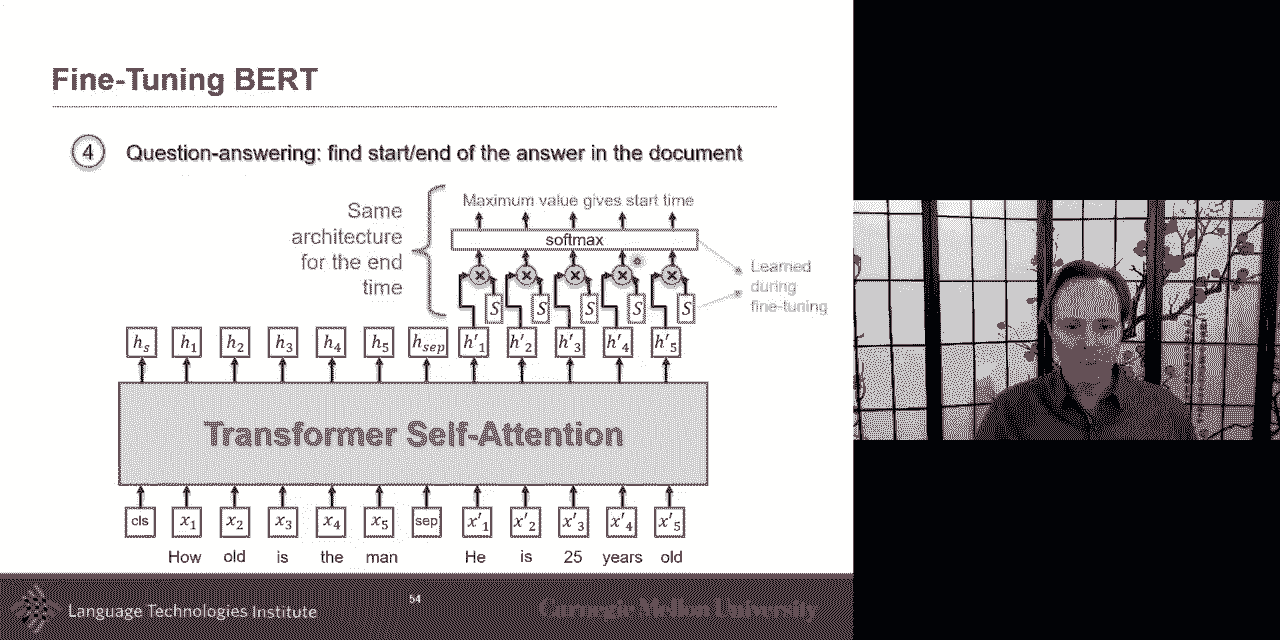 Fine-Tuning BERT
4 Question-answering: find start/end of the answer in the document
Same
architecture
for the end
time
Maximum value gives start time
softmax
× × × × ×
S S S S S
Learned
during
fine-tuning
h_s h_1 h_2 h_3 h_4 h_5 h_sep h'_1 h'_2 h'_3 h'_4 h'_5
Transformer Self-Attention
cls x_1 x_2 x_3 x_4 x_5 sep x'_1 x'_2 x'_3 x'_4 x'_5
How old is the man He is 25 years old
Language Technologies Institute
54
Carnegie Mellon University